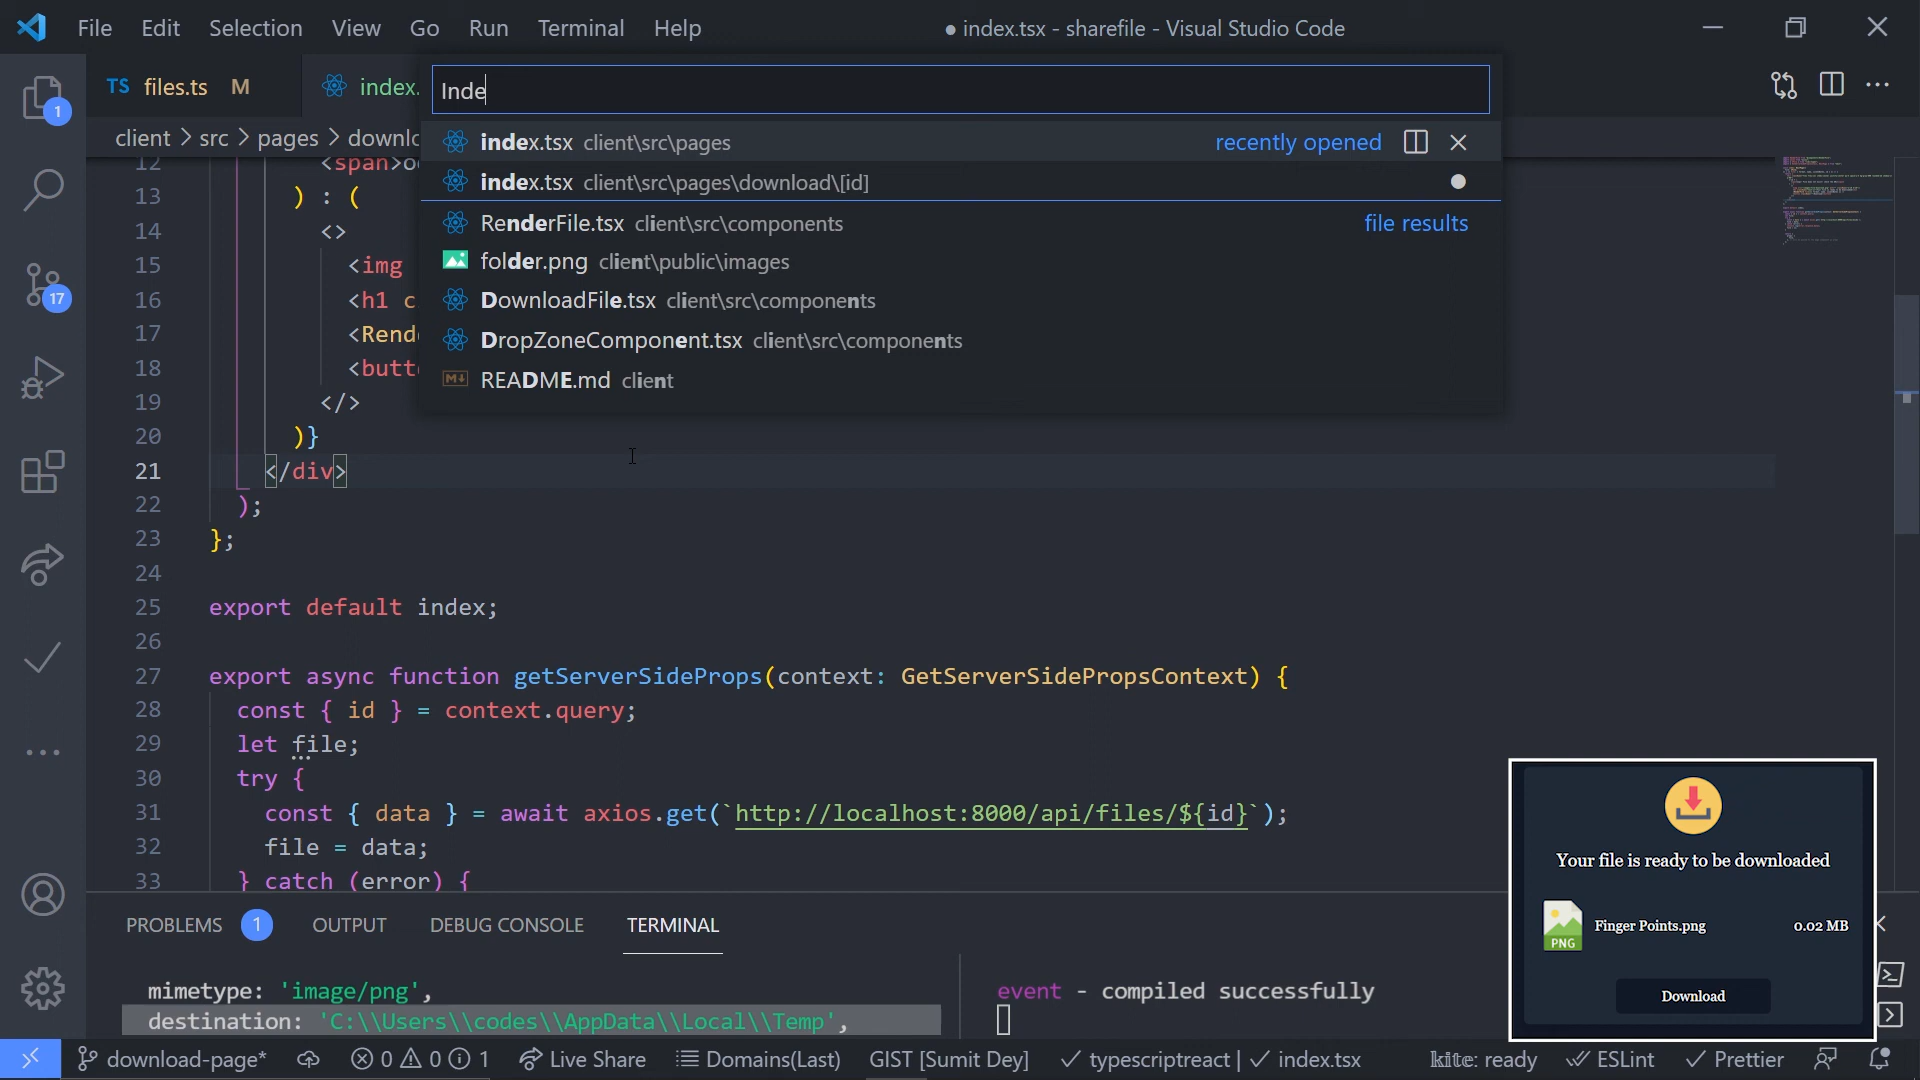 File Edit Selection View Go Run Terminal Help
● index.tsx - sharefile - Visual Studio Code
TS files.ts M
index.
Inde
client > src > pages >
index.tsx client\src\pages recently opened
index.tsx client\src\pages\download\[id]
RenderFile.tsx client\src\components file results
folder.png client\public\images
DownloadFile.tsx client\src\components
DropZoneComponent.tsx client\src\components
README.md client
1
17
12 <span>
13 ) : (
14 <>
15 <img
16 <h1 c
17 <Rend
18 <butt
19 </>
20 )}
21 </div>
22 );
23 };
24
25 export default index;
26
27 export async function getServerSideProps(context: GetServerSidePropsContext) {
28 const { id } = context.query;
29 let file;
30 try {
31 const { data } = await axios.get(`http://localhost:8000/api/files/${id}`);
32 file = data;
33 } catch (error) {
PROBLEMS 1 OUTPUT DEBUG CONSOLE TERMINAL
mimetype: 'image/png',
destination: 'C:\\Users\\codes\\AppData\\Local\\Temp',
event - compiled successfully
Your file is ready to be downloaded
PNG Finger Points.png 0.02 MB
Download
download-page* 0 0 1 Live Share Domains(Last) GIST [Sumit Dey] typescriptreact | index.tsx kite: ready ESLint Prettier